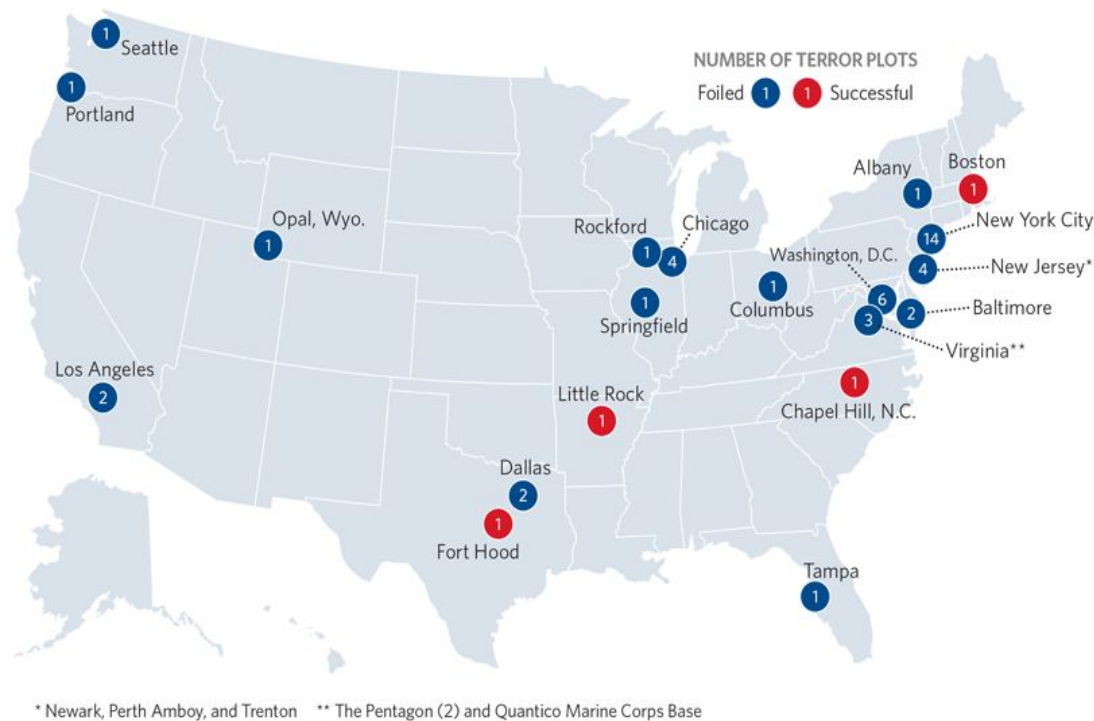 1
Seattle
1
Portland
NUMBER OF TERROR PLOTS
Foiled 1 1 Successful
Albany
1
Boston
1
New York City
14
New Jersey*
4
Washington, D.C.
6
Baltimore
2
Virginia**
3
Opal, Wyo.
1
Rockford
1
Chicago
4
Springfield
1
Columbus
1
Los Angeles
2
Little Rock
1
Chapel Hill, N.C.
1
Dallas
2
Fort Hood
1
Tampa
1
* Newark, Perth Amboy, and Trenton ** The Pentagon (2) and Quantico Marine Corps Base